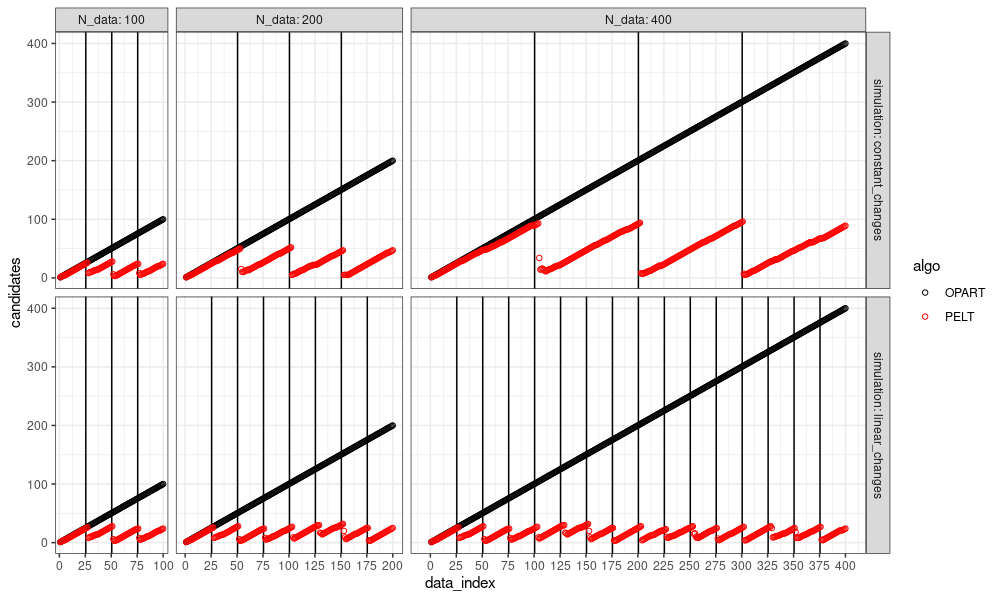 N_data: 100
N_data: 200
N_data: 400
candidates
400
300
200
100
0
simulation: constant_changes
400
300
200
100
0
simulation: linear_changes
0 25 50 75 100
0 25 50 75 100 125 150 175 200
0 25 50 75 100 125 150 175 200 225 250 275 300 325 350 375 400
data_index
algo
OPART
PELT